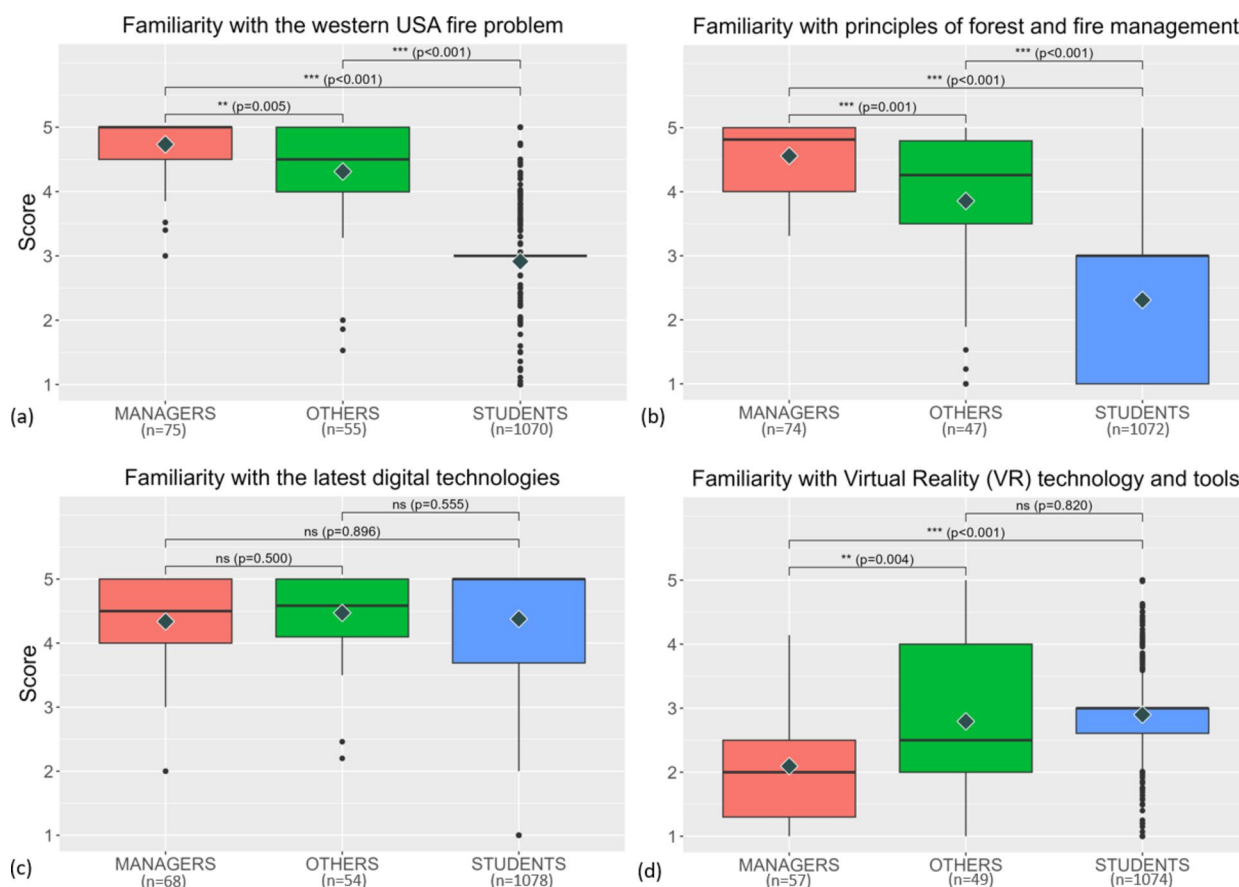 Familiarity with the western USA fire problem
*** (p<0.001)
*** (p<0.001)
** (p=0.005)
Score
5
4
3
2
1
(a)
MANAGERS
(n=75)
OTHERS
(n=55)
STUDENTS
(n=1070)
Familiarity with principles of forest and fire management
*** (p<0.001)
*** (p<0.001)
*** (p=0.001)
5
4
3
2
1
(b)
MANAGERS
(n=74)
OTHERS
(n=47)
STUDENTS
(n=1072)
Familiarity with the latest digital technologies
ns (p=0.555)
ns (p=0.896)
ns (p=0.500)
Score
5
4
3
2
1
(c)
MANAGERS
(n=68)
OTHERS
(n=54)
STUDENTS
(n=1078)
Familiarity with Virtual Reality (VR) technology and tools
ns (p=0.820)
*** (p<0.001)
** (p=0.004)
5
4
3
2
1
(d)
MANAGERS
(n=57)
OTHERS
(n=49)
STUDENTS
(n=1074)